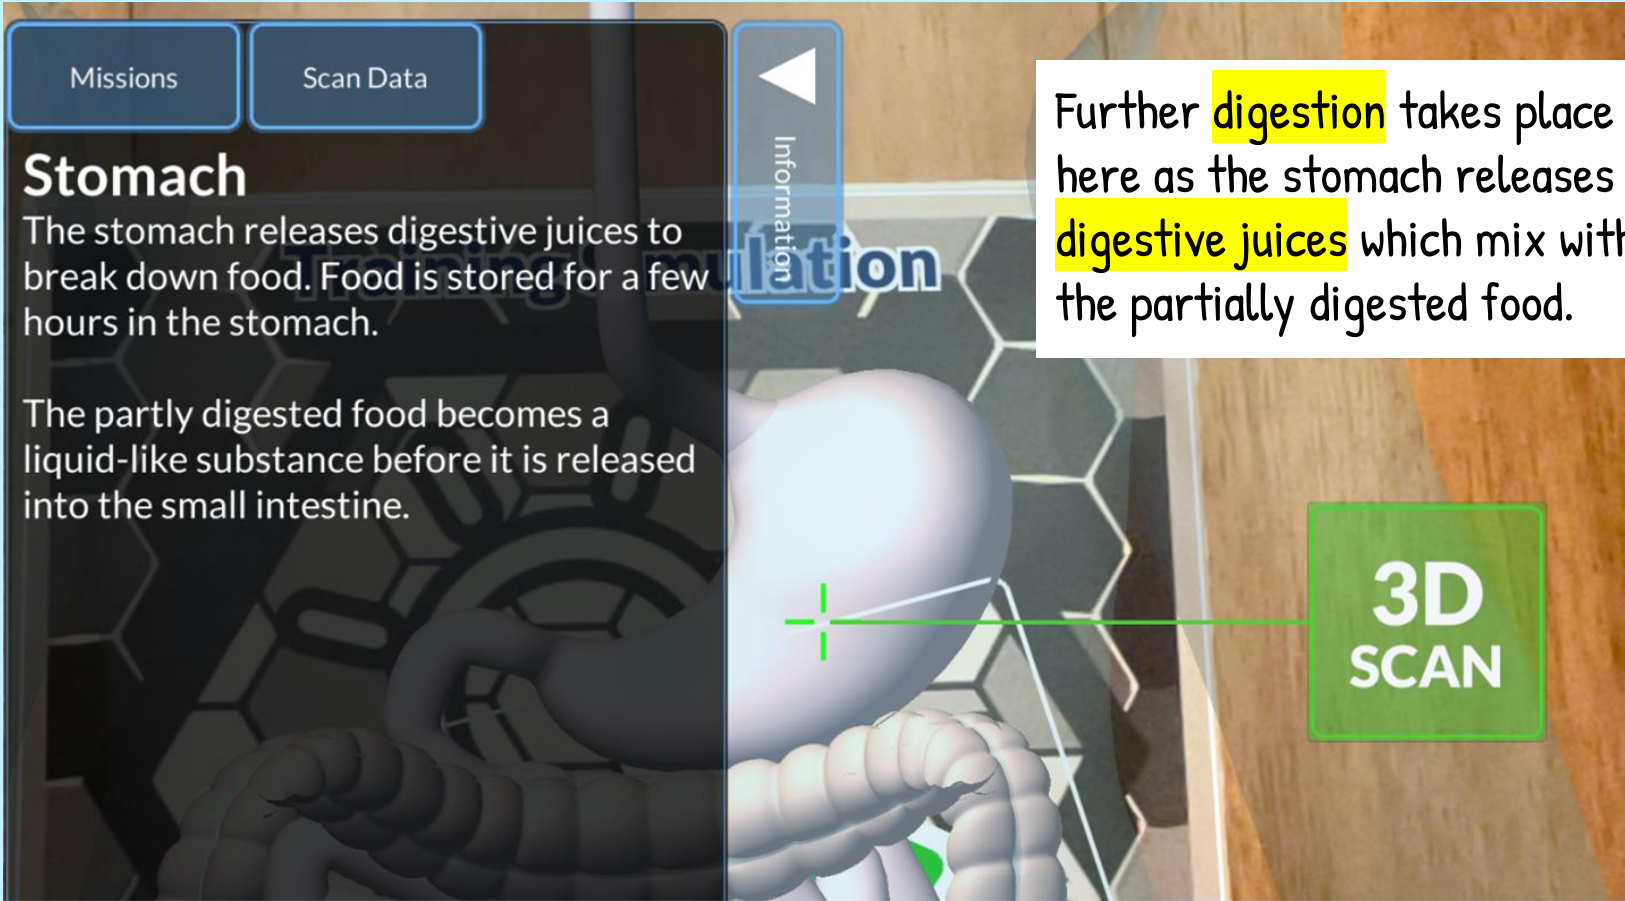 Missions
Scan Data
Information
Stomach
The stomach releases digestive juices to
break down food. Food is stored for a few
hours in the stomach.
The partly digested food becomes a
liquid-like substance before it is released
into the small intestine.
Training Simulation
Further digestion takes place
here as the stomach releases
digestive juices which mix with
the partially digested food.
3D
SCAN